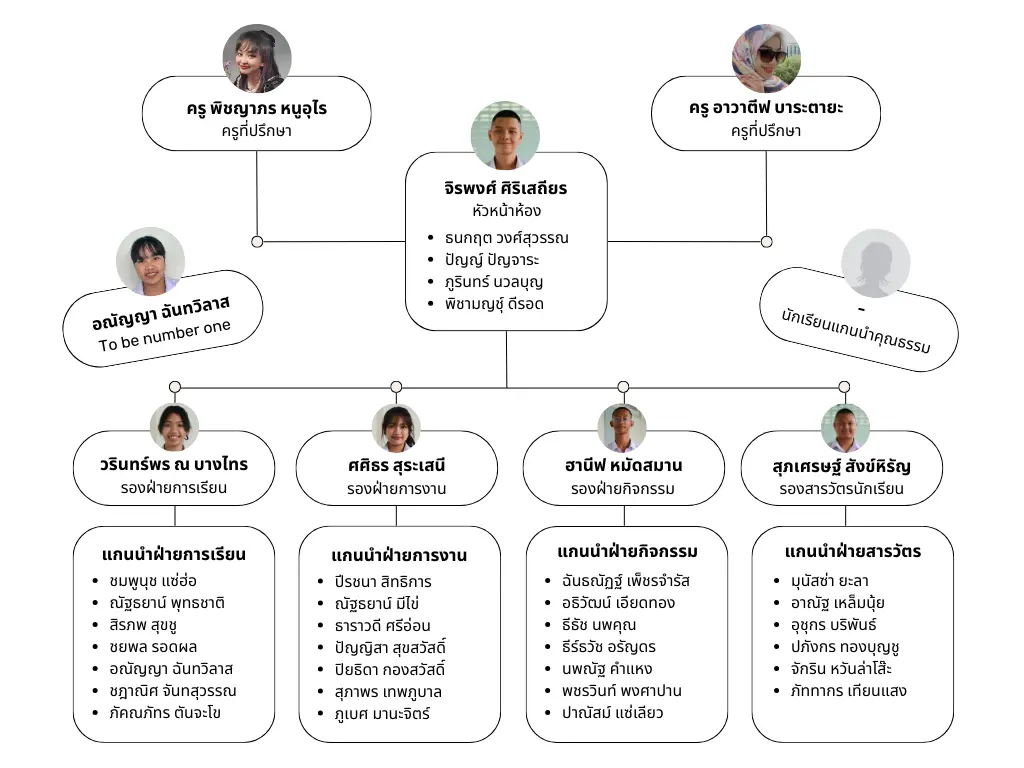 ครู พิชญาภร หนูอุไร
ครูที่ปรึกษา
ครู อาวาตีฟ บาระตายะ
ครูที่ปรึกษา
จิรพงศ์ ศิริเสถียร
หัวหน้าห้อง
• ธนกฤต วงศ์สุวรรณ
• ปัญญ์ ปัญจาระ
• ภูรินทร์ นวลบุญ
• พิชามญชุ์ ดีรอด
อณัญญา ฉันทวิลาส
To be number one
-
นักเรียนแกนนำคุณธรรม
วรินทร์พร ณ บางไทร
รองฝ่ายการเรียน
ศศิธร สุระเสนี
รองฝ่ายการงาน
ฮานีฟ หมัดสมาน
รองฝ่ายกิจกรรม
สุภเศรษฐ์ สังข์หิรัญ
รองสารวัตรนักเรียน
แกนนำฝ่ายการเรียน
• ชมพูนุช แซ่ฮ่อ
• ณัฐธยาน์ พุทธชาติ
• สิรภพ สุขชู
• ชยพล รอดผล
• อณัญญา ฉันทวิลาส
• ชฎาณิศ จันทสุวรรณ
• ภัคณภัทร ตันจะโข
แกนนำฝ่ายการงาน
• ปีรชนา สิทธิการ
• ณัฐธยาน์ มีไข่
• ธาราวดี ศรีอ่อน
• ปัญญิสา สุขสวัสดิ์
• ปิยธิดา กองสวัสดิ์
• สุภาพร เทพภูบาล
• ภูเบศ มานะจิตร์
แกนนำฝ่ายกิจกรรม
• ฉันธณัฏฐ์ เพ็ชรจำรัส
• อธิวัฒน์ เอียดทอง
• ธีธัช นพคุณ
• ธีร์ธวัช อรัญดร
• นพณัฐ คำแหง
• พชรวินท์ พงศาปาน
• ปาณัสม์ แซ่เลียว
แกนนำฝ่ายสารวัตร
• มุนัสซ่า ยะลา
• อาณัฐ เหล็มนุ้ย
• อุชุกร บริพันธ์
• ปภังกร ทองบุญชู
• จักริน หวันล่าโส๊ะ
• ภัททากร เทียนแสง